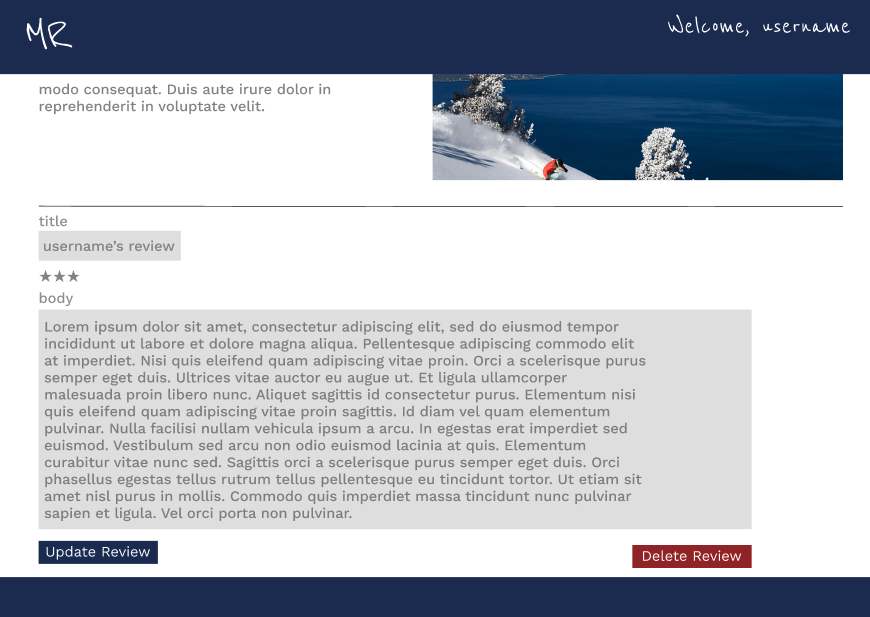 MR
Welcome, username
modo consequat. Duis aute irure dolor in
reprehenderit in voluptate velit.
title
username’s review
★★★
body
Lorem ipsum dolor sit amet, consectetur adipiscing elit, sed do eiusmod tempor
incididunt ut labore et dolore magna aliqua. Pellentesque adipiscing commodo elit
at imperdiet. Nisi quis eleifend quam adipiscing vitae proin. Orci a scelerisque purus
semper eget duis. Ultrices vitae auctor eu augue ut. Et ligula ullamcorper
malesuada proin libero nunc. Aliquet sagittis id consectetur purus. Elementum nisi
quis eleifend quam adipiscing vitae proin sagittis. Id diam vel quam elementum
pulvinar. Nulla facilisi nullam vehicula ipsum a arcu. In egestas erat imperdiet sed
euismod. Vestibulum sed arcu non odio euismod lacinia at quis. Elementum
curabitur vitae nunc sed. Sagittis orci a scelerisque purus semper eget duis. Orci
phasellus egestas tellus rutrum tellus pellentesque eu tincidunt tortor. Ut etiam sit
amet nisl purus in mollis. Commodo quis imperdiet massa tincidunt nunc pulvinar
sapien et ligula. Vel orci porta non pulvinar.
Update Review
Delete Review